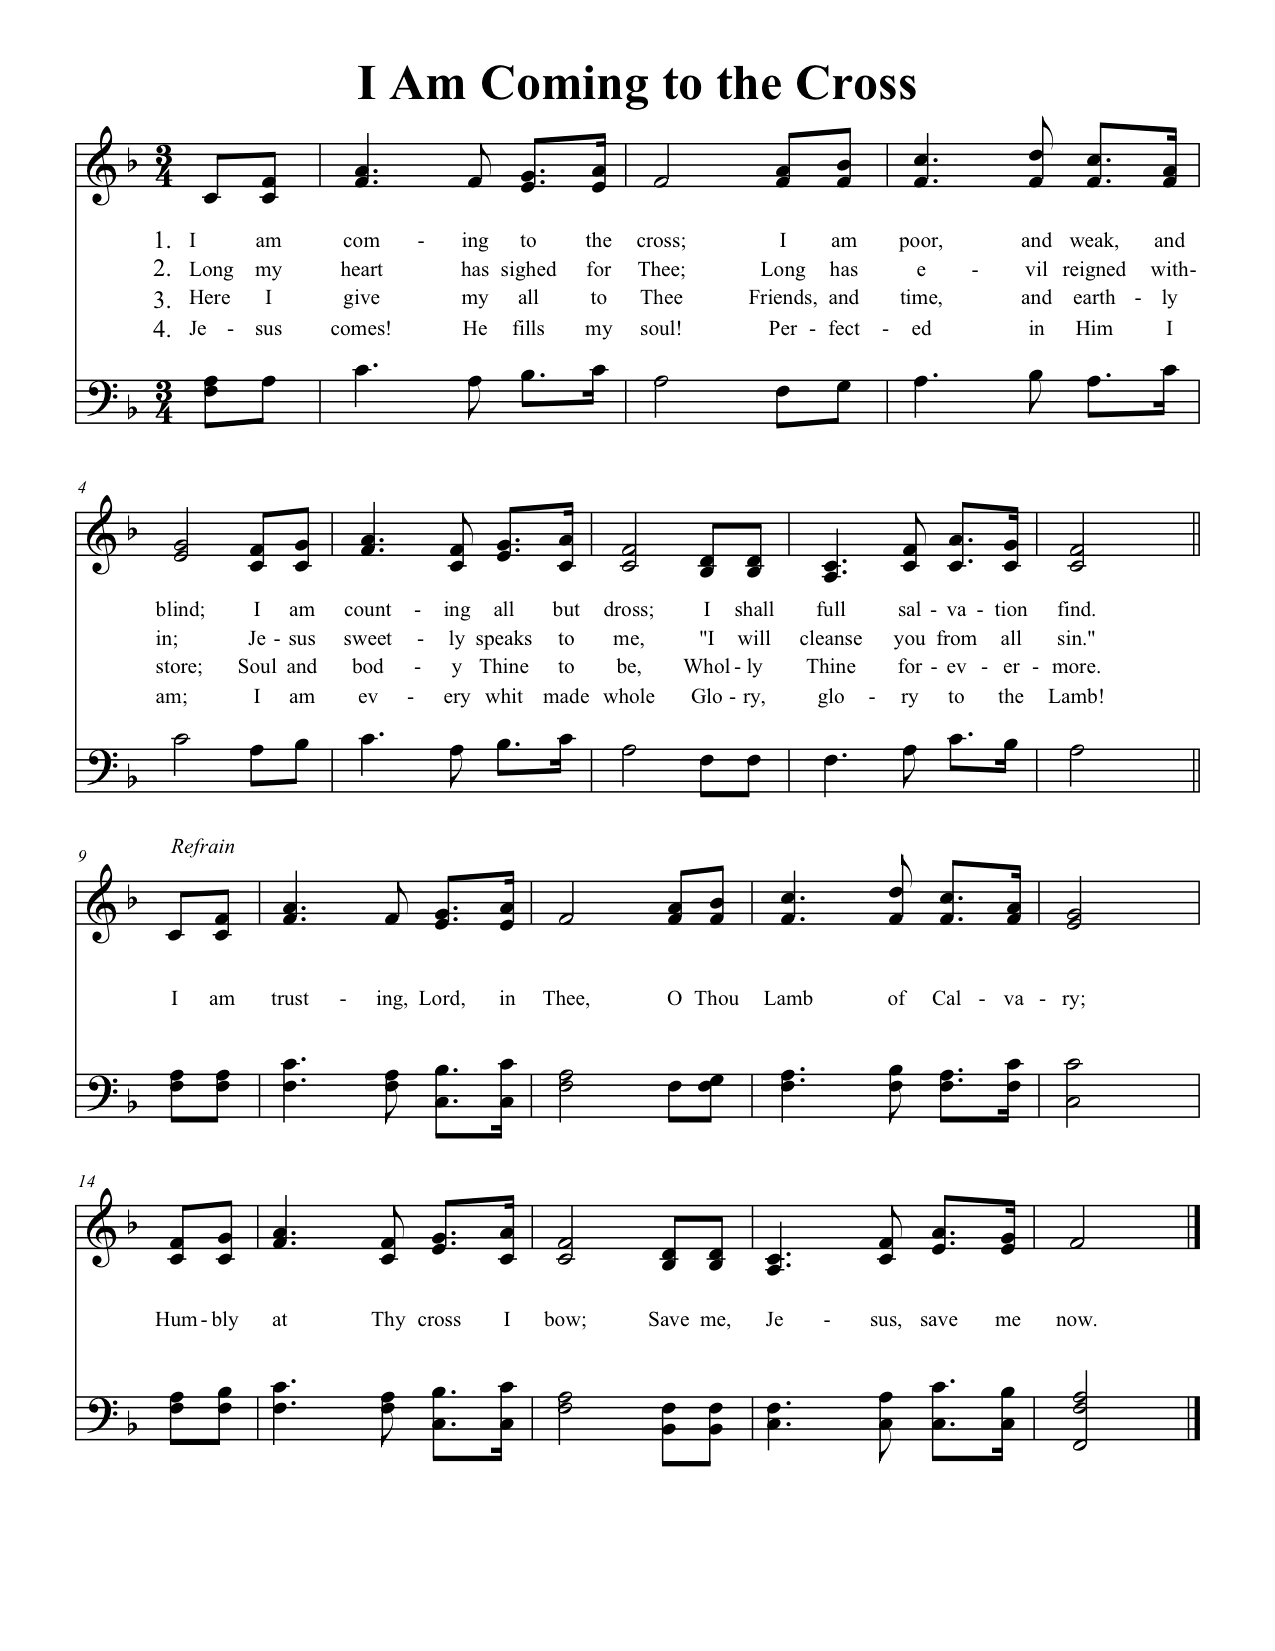 I Am Coming to the Cross
3
4
1. I am com - ing to the cross; I am poor, and weak, and
2. Long my heart has sighed for Thee; Long has e - vil reigned with-
3. Here I give my all to Thee Friends, and time, and earth - ly
4. Je - sus comes! He fills my soul! Per - fect - ed in Him I
3
4
4
blind; I am count - ing all but dross; I shall full sal - va - tion find.
in; Je - sus sweet - ly speaks to me, "I will cleanse you from all sin."
store; Soul and bod - y Thine to be, Whol - ly Thine for - ev - er - more.
am; I am ev - ery whit made whole Glo - ry, glo - ry to the Lamb!
Refrain
9
I am trust - ing, Lord, in Thee, O Thou Lamb of Cal - va - ry;
14
Hum - bly at Thy cross I bow; Save me, Je - sus, save me now.